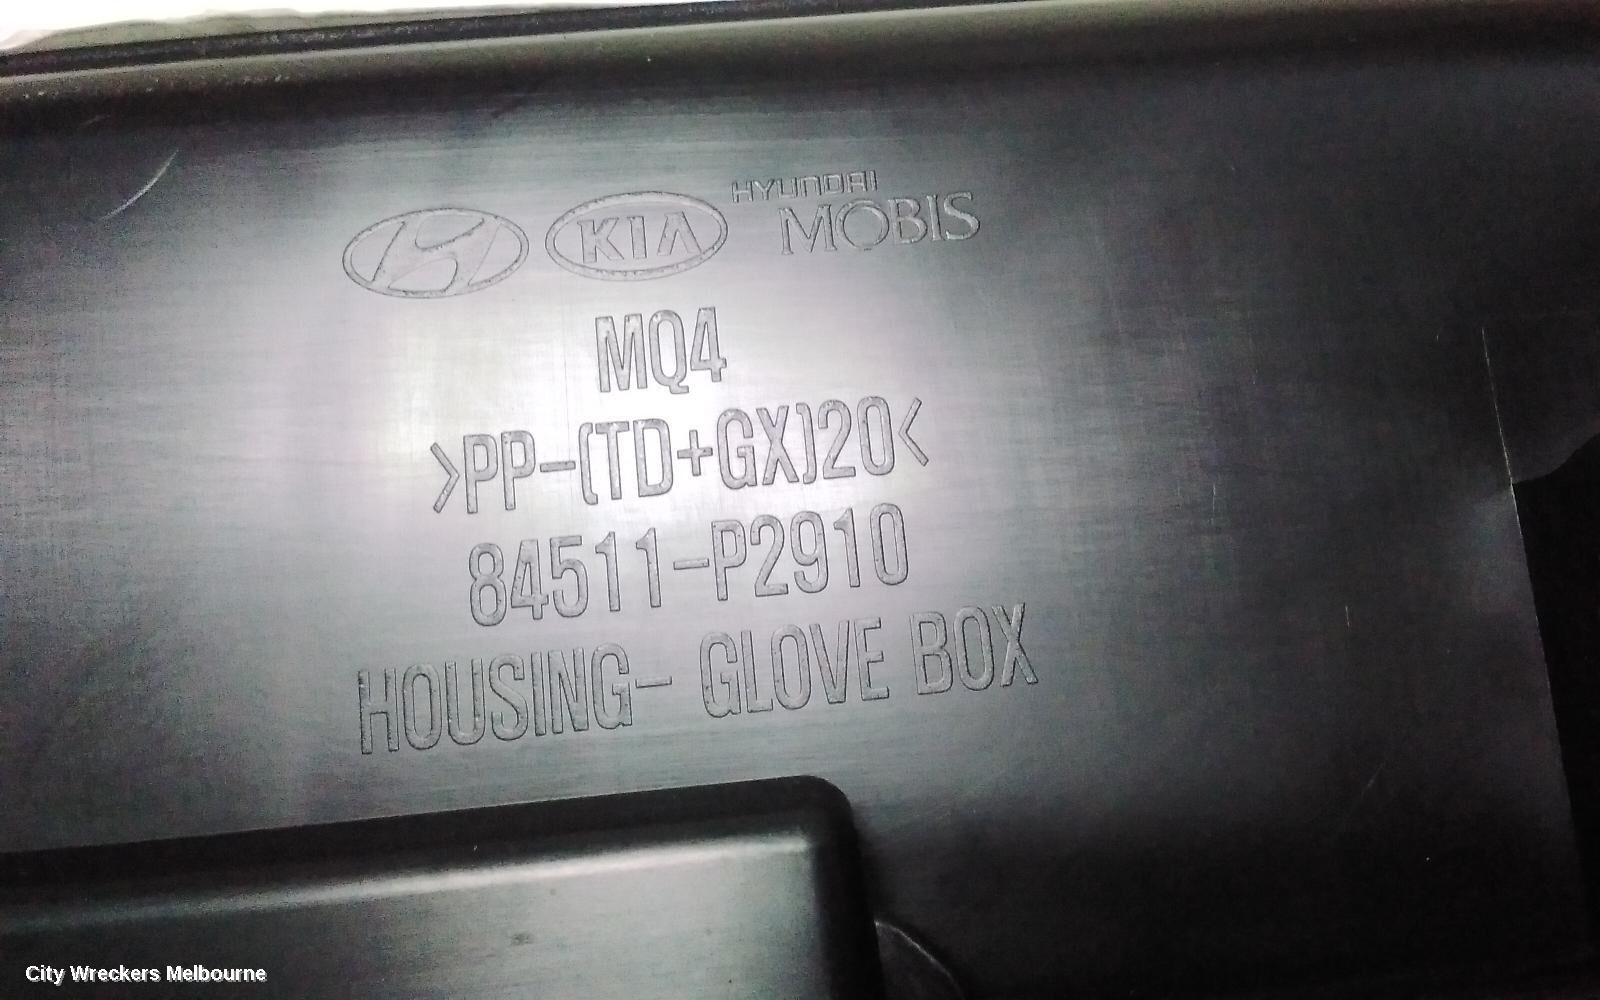 KIA HYUNDAI MOBIS
MQ4
>PP-(TD+GX)20<
84511-P2910
HOUSING- GLOVE BOX
City Wreckers Melbourne